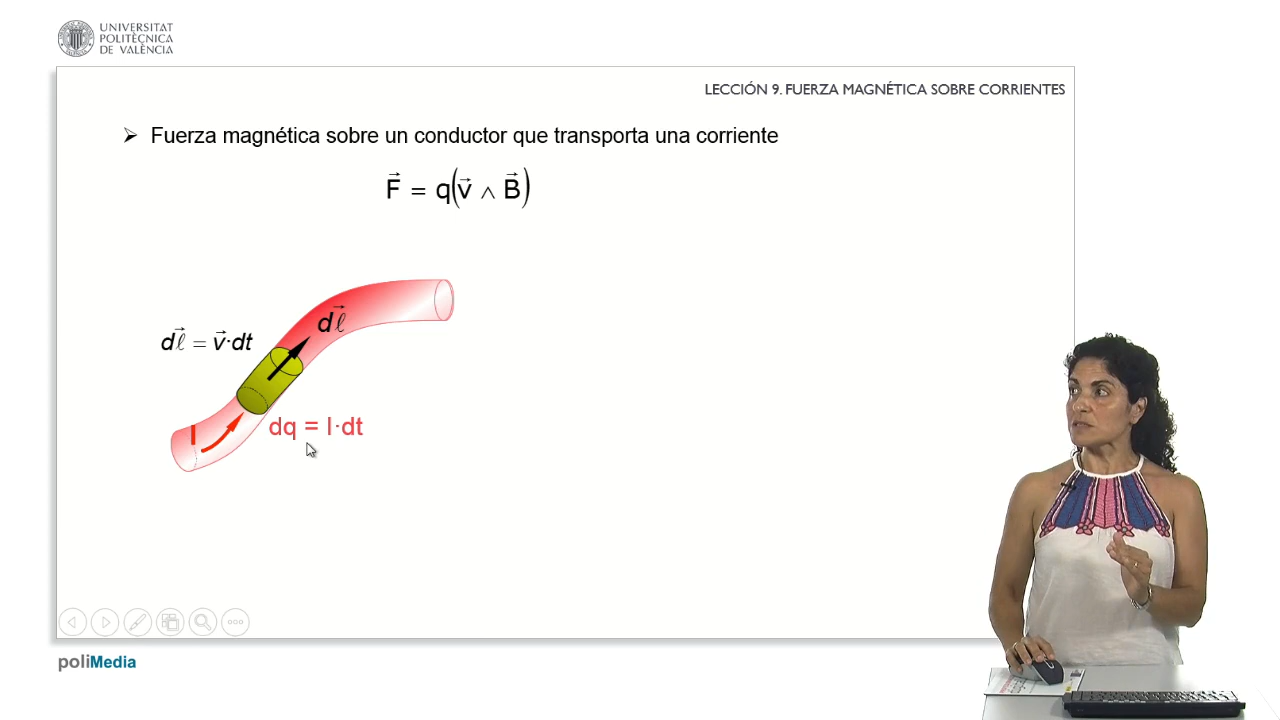 UNIVERSITAT
POLITÈCNICA
DE VALÈNCIA
LECCIÓN 9. FUERZA MAGNÉTICA SOBRE CORRIENTES
➢ Fuerza magnética sobre un conductor que transporta una corriente
F⃗ = q(v⃗ ∧ B⃗)
dℓ⃗
dℓ⃗ = v⃗·dt
I
dq = I·dt
poliMedia